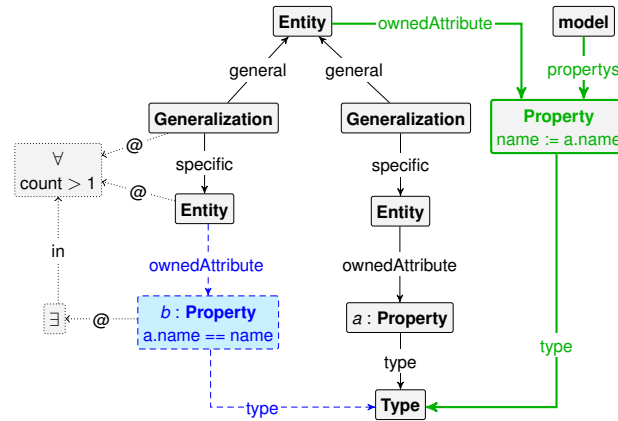 Entity
ownedAttribute
model
general
general
propertys
Generalization
Generalization
Property
name := a.name
@
∀
count > 1
specific
specific
@
Entity
Entity
in
ownedAttribute
ownedAttribute
∃
@
b : Property
a.name == name
a : Property
type
type
type
Type